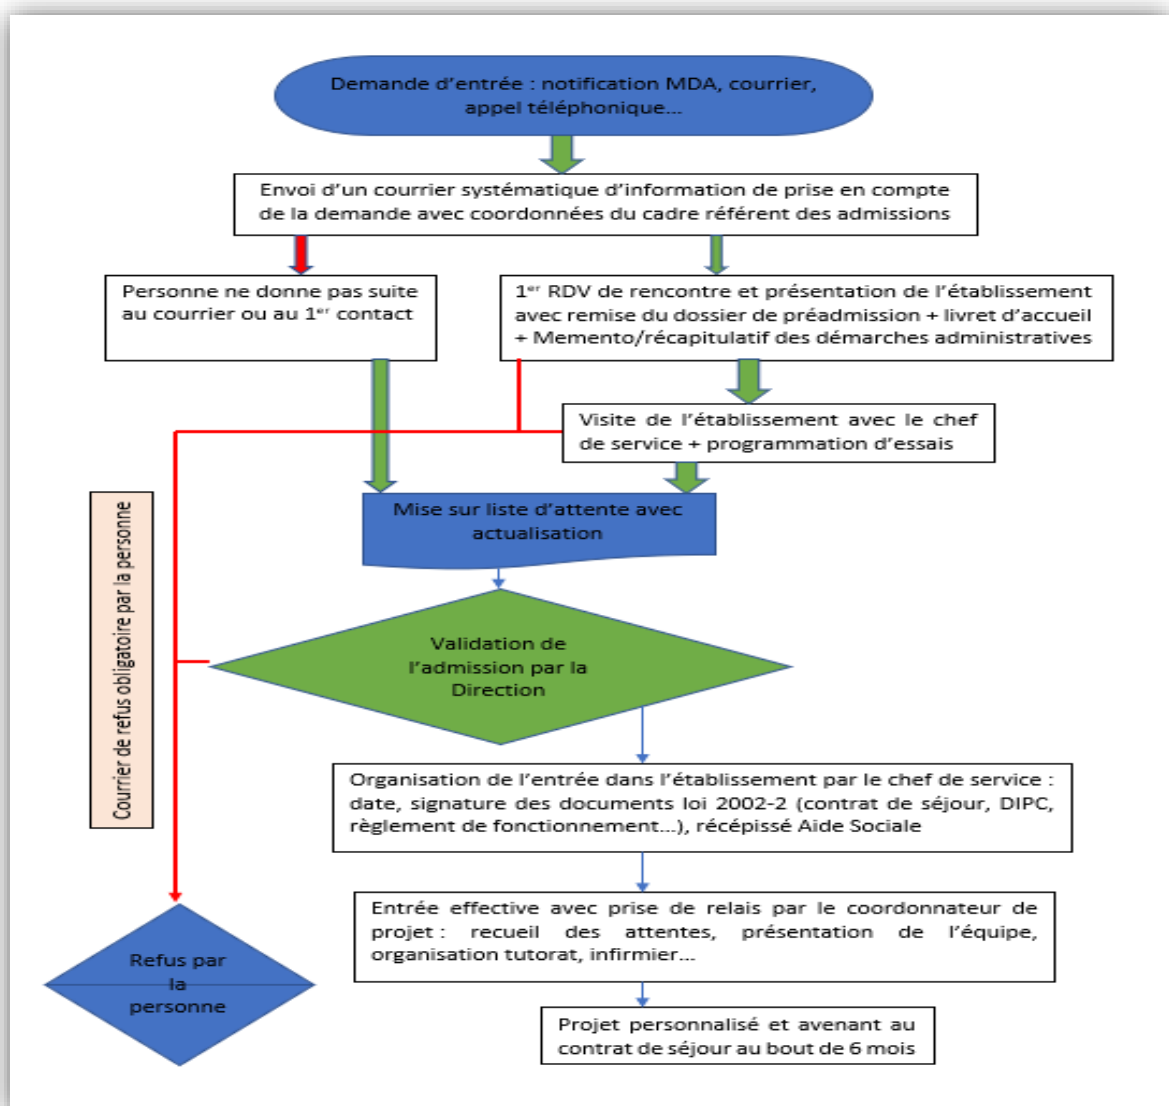 Demande d’entrée : notification MDA, courrier,
appel téléphonique...
Envoi d’un courrier systématique d’information de prise en compte
de la demande avec coordonnées du cadre référent des admissions
Personne ne donne pas suite
au courrier ou au 1er contact
1er RDV de rencontre et présentation de l’établissement
avec remise du dossier de préadmission + livret d’accueil
+ Memento/récapitulatif des démarches administratives
Visite de l’établissement avec le chef
de service + programmation d’essais
Mise sur liste d’attente avec
actualisation
Courrier de refus obligatoire par la personne
Validation de
l’admission par la
Direction
Organisation de l’entrée dans l’établissement par le chef de service :
date, signature des documents loi 2002-2 (contrat de séjour, DIPC,
règlement de fonctionnement...), récépissé Aide Sociale
Entrée effective avec prise de relais par le coordonnateur de
projet : recueil des attentes, présentation de l’équipe,
organisation tutorat, infirmier...
Refus par
la
personne
Projet personnalisé et avenant au
contrat de séjour au bout de 6 mois